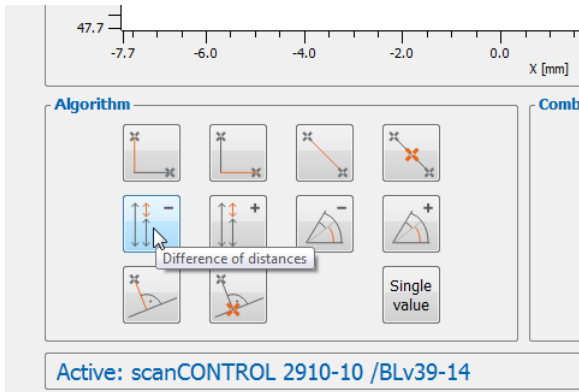 47.7
-7.7 -6.0 -4.0 -2.0 0.0
X [mm]
Algorithm
Comb
- +
- +
Difference of distances
Single
value
Active: scanCONTROL 2910-10 /BLv39-14